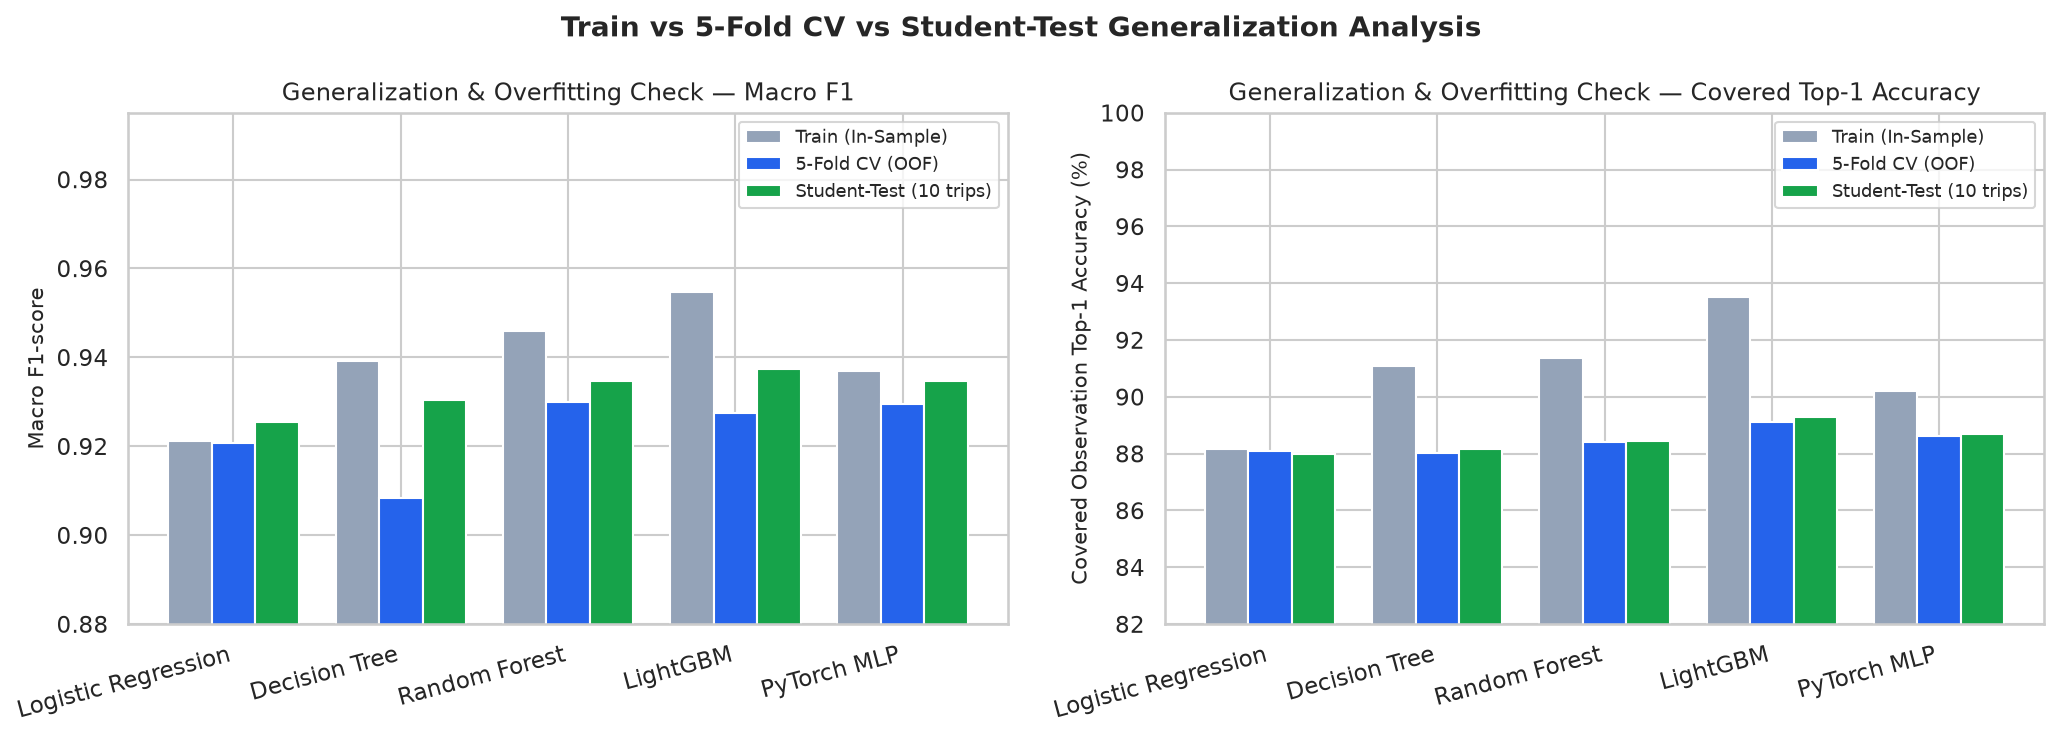 Train vs 5-Fold CV vs Student-Test Generalization Analysis
Generalization & Overfitting Check — Macro F1
Macro F1-score
0.98
0.96
0.94
0.92
0.90
0.88
Train (In-Sample)
5-Fold CV (OOF)
Student-Test (10 trips)
Logistic Regression
Decision Tree
Random Forest
LightGBM
PyTorch MLP
Generalization & Overfitting Check — Covered Top-1 Accuracy
Covered Observation Top-1 Accuracy (%)
100
98
96
94
92
90
88
86
84
82
Train (In-Sample)
5-Fold CV (OOF)
Student-Test (10 trips)
Logistic Regression
Decision Tree
Random Forest
LightGBM
PyTorch MLP